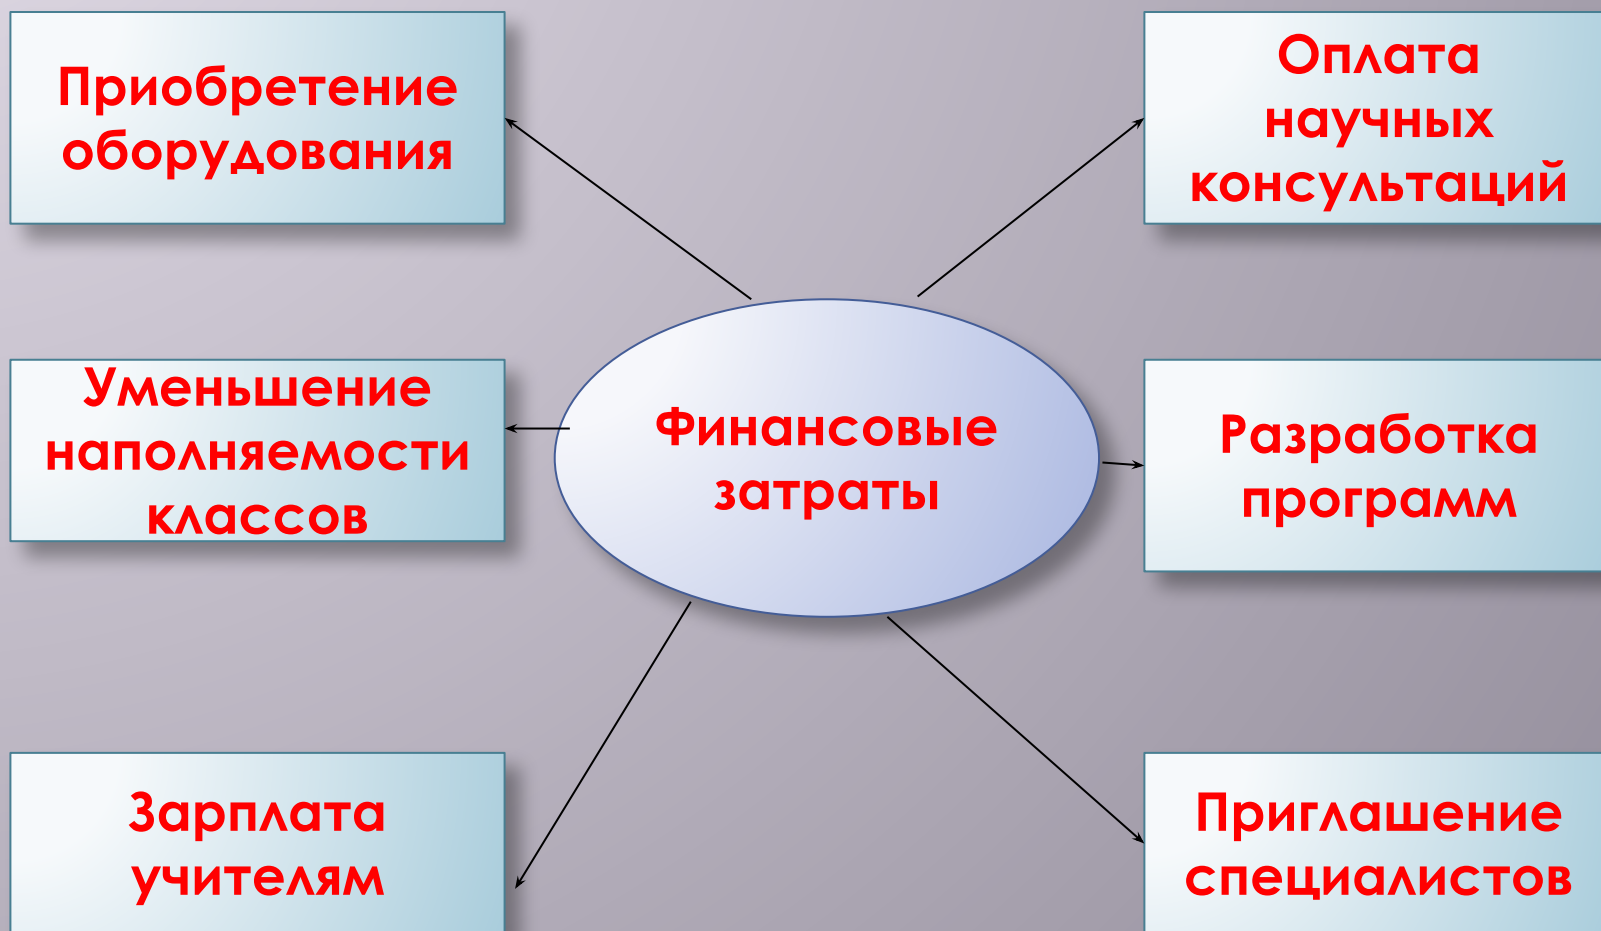 Приобретение
оборудования
Оплата
научных
консультаций
Уменьшение
наполняемости
классов
Финансовые
затраты
Разработка
программ
Зарплата
учителям
Приглашение
специалистов